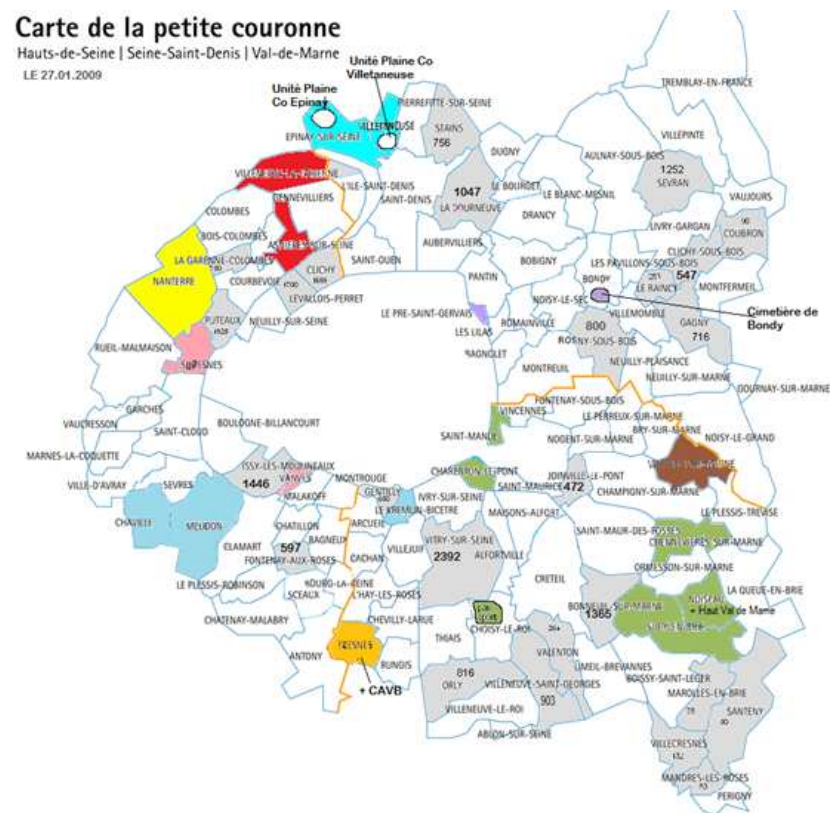 Carte de la petite couronne
Hauts-de-Seine | Seine-Saint-Denis | Val-de-Marne
LE 27.01.2009
Unité Plaine Co
Villetaneuse
Unité Plaine
Co Epinay
TREMBLAY-EN-FRANCE
PIERREFITTE-SUR-SEINE
EPINAY-SUR-SEINE
STAINS
756
VILLEPINTE
DUGNY
AULNAY-SOUS-BOIS
1252
SEVRAN
L'ILE-SAINT-DENIS
SAINT-DENIS
1047
LA COURNEUVE
LE BOURGET
LE BLANC-MESNIL
VAUJOURS
GENNEVILLIERS
COLOMBES
BOIS-COLOMBES
DRANCY
LIVRY-GARGAN
COUBRON
AUBERVILLIERS
SAINT-OUEN
BOBIGNY
CLICHY-SOUS-BOIS
LES PAVILLONS-SOUS-BOIS
LA GARENNE-COLOMBES
CLICHY
COURBEVOIE
NANTERRE
LEVALLOIS-PERRET
PANTIN
BONDY
547
LE RAINCY
MONTFERMEIL
NOISY-LE-SEC
VILLEMOMBLE
Cimetière de
Bondy
LE PRE-SAINT-GERVAIS
LES LILAS
ROMAINVILLE
PUTEAUX
NEUILLY-SUR-SEINE
800
GAGNY
716
RUEIL-MALMAISON
BAGNOLET
ROSNY-SOUS-BOIS
NEUILLY-PLAISANCE
MONTREUIL
NEUILLY-SUR-MARNE
GOURNAY-SUR-MARNE
GARCHES
VAUCRESSON
SAINT-CLOUD
BOULOGNE-BILLANCOURT
FONTENAY-SOUS-BOIS
VINCENNES
LE PERREUX-SUR-MARNE
BRY-SUR-MARNE
SAINT-MANDE
NOGENT-SUR-MARNE
NOISY-LE-GRAND
MARNES-LA-COQUETTE
VILLE-D'AVRAY
SEVRES
ISSY-LES-MOULINEAUX
1446
VANVES
MALAKOFF
MONTROUGE
GENTILLY
LE KREMLIN-BICETRE
IVRY-SUR-SEINE
CHARENTON-LE-PONT
SAINT-MAURICE
JOINVILLE-LE-PONT
472
CHAMPIGNY-SUR-MARNE
LE PLESSIS-TREVISE
CHAVILLE
MEUDON
MAISONS-ALFORT
CHATILLON
ARCUEIL
SAINT-MAUR-DES-FOSSES
CHENNEVIERES-SUR-MARNE
CLAMART
597
BAGNEUX
FONTENAY-AUX-ROSES
CACHAN
VILLEJUIF
VITRY-SUR-SEINE
2392
ALFORTVILLE
ORMESSON-SUR-MARNE
LE PLESSIS-ROBINSON
BOURG-LA-REINE
SCEAUX
L'HAY-LES-ROSES
CRETEIL
LA QUEUE-EN-BRIE
NOISEAU
+ Haut Val de Marne
BONNEUIL-SUR-MARNE
1365
SUCY-EN-BRIE
CHATENAY-MALABRY
CHEVILLY-LARUE
CHOISY-LE-ROI
THIAIS
ANTONY
FRESNES
RUNGIS
VALENTON
LIMEIL-BREVANNES
BOISSY-SAINT-LEGER
816
ORLY
+ CAVB
VILLENEUVE-SAINT-GEORGES
903
MAROLLES-EN-BRIE
SANTENY
VILLENEUVE-LE-ROI
ABLON-SUR-SEINE
VILLECRESNES
MANDRES-LES-ROSES
PERIGNY